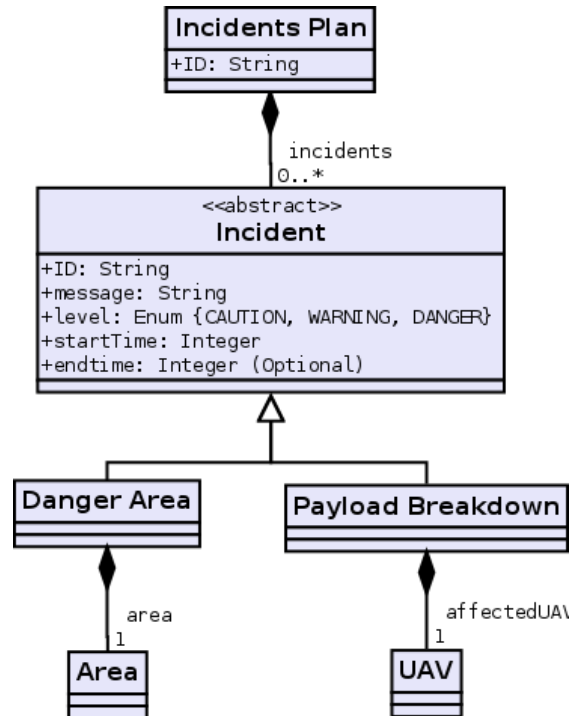 Incidents Plan
+ID: String
incidents
0..*
<<abstract>>
Incident
+ID: String
+message: String
+level: Enum {CAUTION, WARNING, DANGER}
+startTime: Integer
+endtime: Integer (Optional)
Danger Area
Payload Breakdown
area
1
affectedUAV
1
Area
UAV